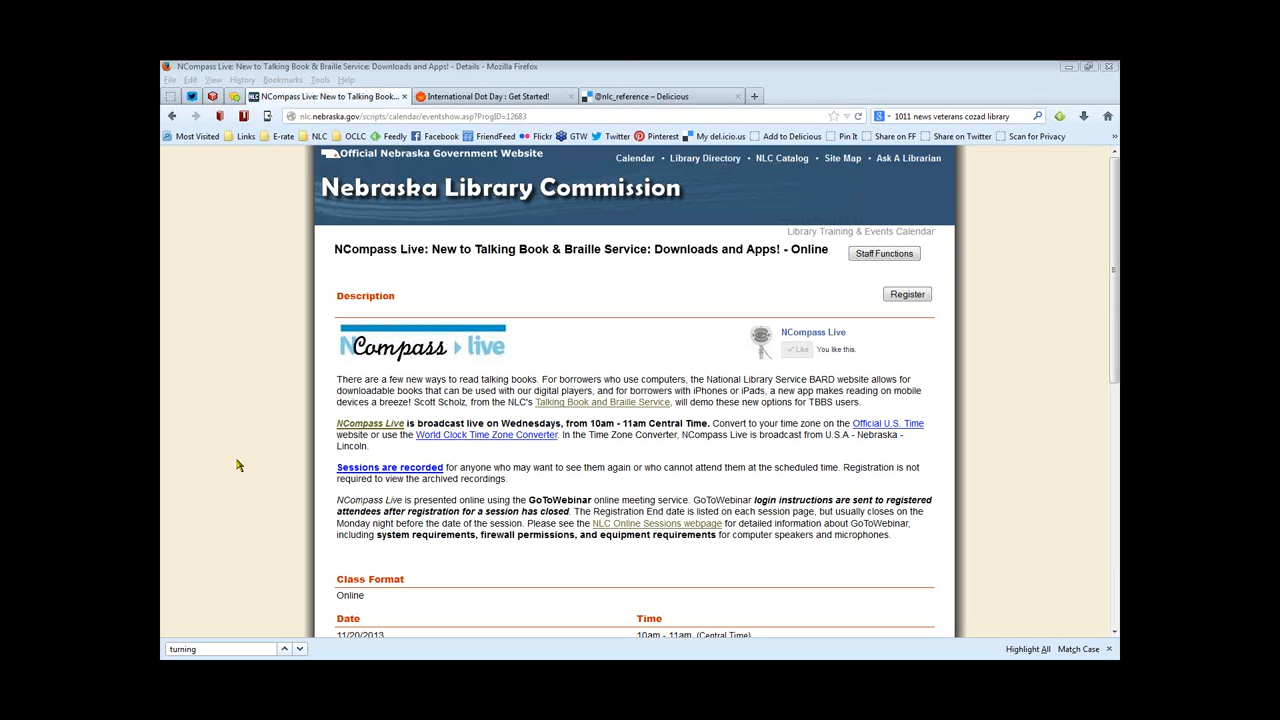 NCompass Live: New to Talking Book & Braille Service: Downloads and Apps! - Details - Mozilla Firefox
File Edit View History Bookmarks Tools Help
NCompass Live: New to Talking Book... × International Dot Day : Get Started! × @nlc_reference – Delicious × +
nlc.nebraska.gov/scripts/calendar/eventshow.asp?ProgID=12683 1011 news veterans cozad library
Most Visited Links E-rate NLC OCLC Feedly Facebook FriendFeed Flickr GTW Twitter Pinterest My del.icio.us Add to Delicious Pin It Share on FF Share on Twitter Scan for Privacy
Official Nebraska Government Website
Calendar • Library Directory • NLC Catalog • Site Map • Ask A Librarian
Nebraska Library Commission
Library Training & Events Calendar
NCompass Live: New to Talking Book & Braille Service: Downloads and Apps! - Online
Staff Functions
Description
Register
NCompass live
NCompass Live
Like You like this.
There are a few new ways to read talking books. For borrowers who use computers, the National Library Service BARD website allows for
downloadable books that can be used with our digital players, and for borrowers with iPhones or iPads, a new app makes reading on mobile
devices a breeze! Scott Scholz, from the NLC's Talking Book and Braille Service, will demo these new options for TBBS users.
NCompass Live is broadcast live on Wednesdays, from 10am - 11am Central Time. Convert to your time zone on the Official U.S. Time
website or use the World Clock Time Zone Converter. In the Time Zone Converter, NCompass Live is broadcast from U.S.A - Nebraska -
Lincoln.
Sessions are recorded for anyone who may want to see them again or who cannot attend them at the scheduled time. Registration is not
required to view the archived recordings.
NCompass Live is presented online using the GoToWebinar online meeting service. GoToWebinar login instructions are sent to registered
attendees after registration for a session has closed. The Registration End date is listed on each session page, but usually closes on the
Monday night before the date of the session. Please see the NLC Online Sessions webpage for detailed information about GoToWebinar,
including system requirements, firewall permissions, and equipment requirements for computer speakers and microphones.
Class Format
Online
Date Time
11/20/2013 10am - 11am (Central Time)
turning Highlight All Match Case ×